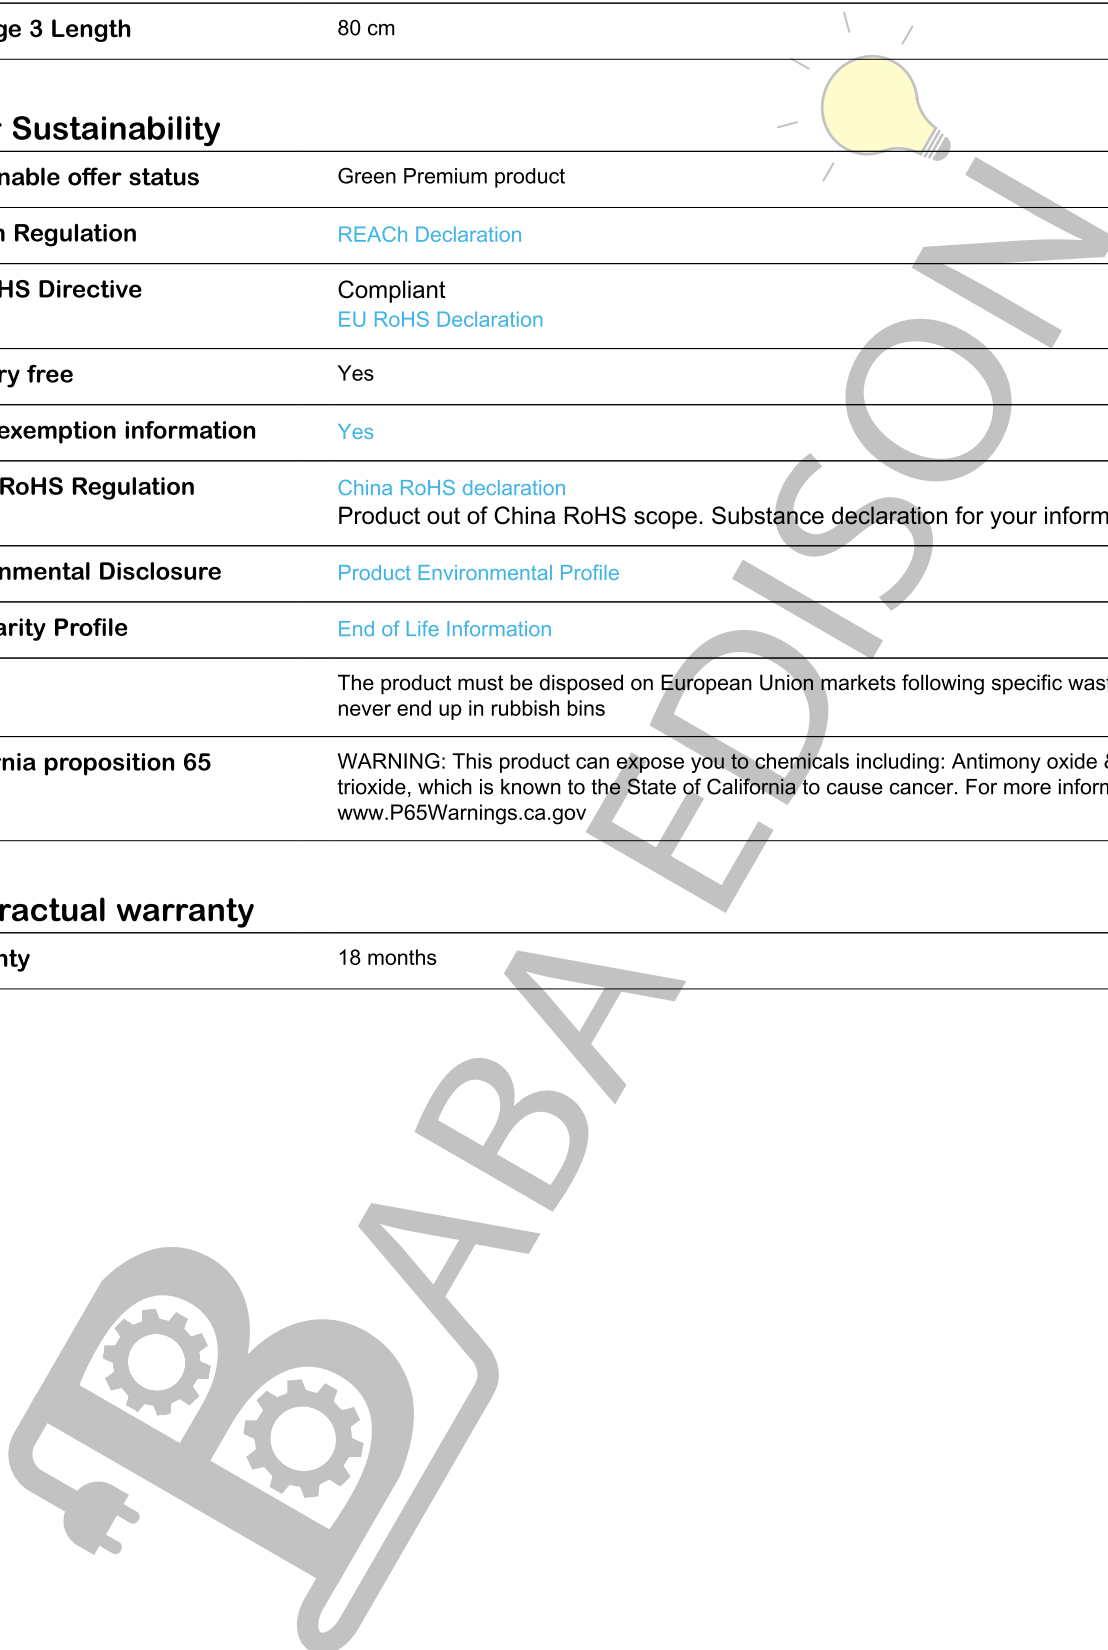 ge 3 Length 80 cm
r Sustainability
nable offer status Green Premium product
h Regulation REACh Declaration
HS Directive Compliant
EU RoHS Declaration
ry free Yes
exemption information Yes
RoHS Regulation China RoHS declaration
Product out of China RoHS scope. Substance declaration for your inform
nmental Disclosure Product Environmental Profile
arity Profile End of Life Information
The product must be disposed on European Union markets following specific wast
never end up in rubbish bins
rnia proposition 65 WARNING: This product can expose you to chemicals including: Antimony oxide &
trioxide, which is known to the State of California to cause cancer. For more inform
www.P65Warnings.ca.gov
ractual warranty
nty 18 months
BABA EDISON